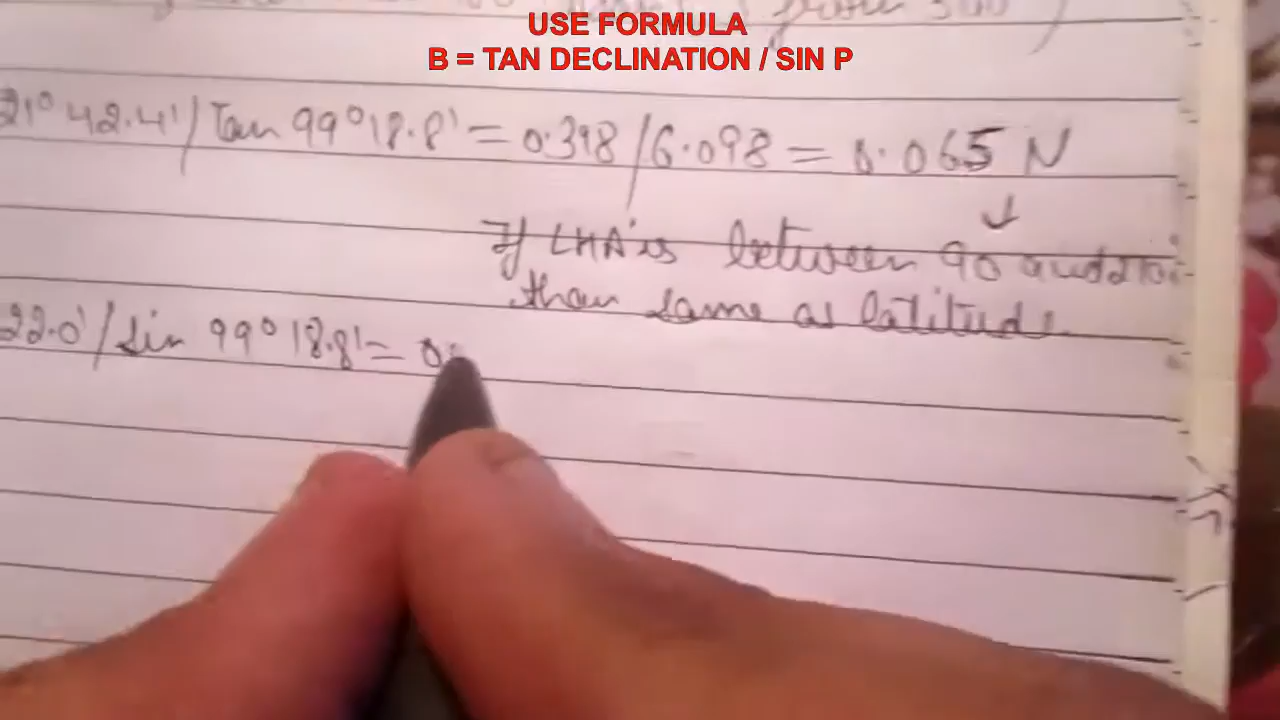 USE FORMULA
B = TAN DECLINATION / SIN P
21° 42.4' / Tan 99° 18.8' = 0.398 / 6.098 = 0.065 N
↓
If LHA is between 90 and
than same as latitude
22.0' / Sin 99° 18.8' = 0.